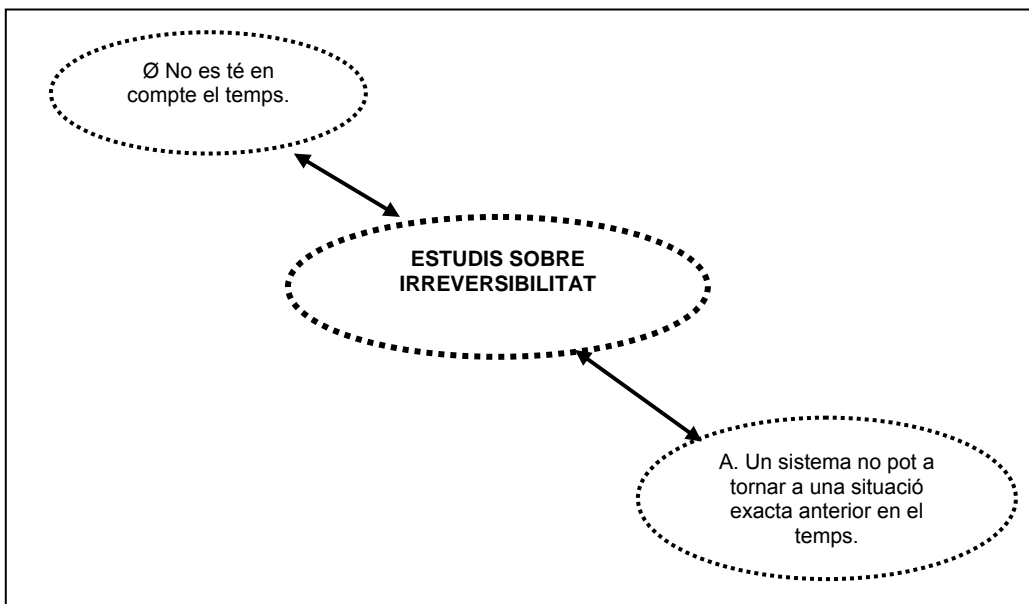 Ø No es té en
compte el temps.
ESTUDIS SOBRE
IRREVERSIBILITAT
A. Un sistema no pot a
tornar a una situació
exacta anterior en el
temps.